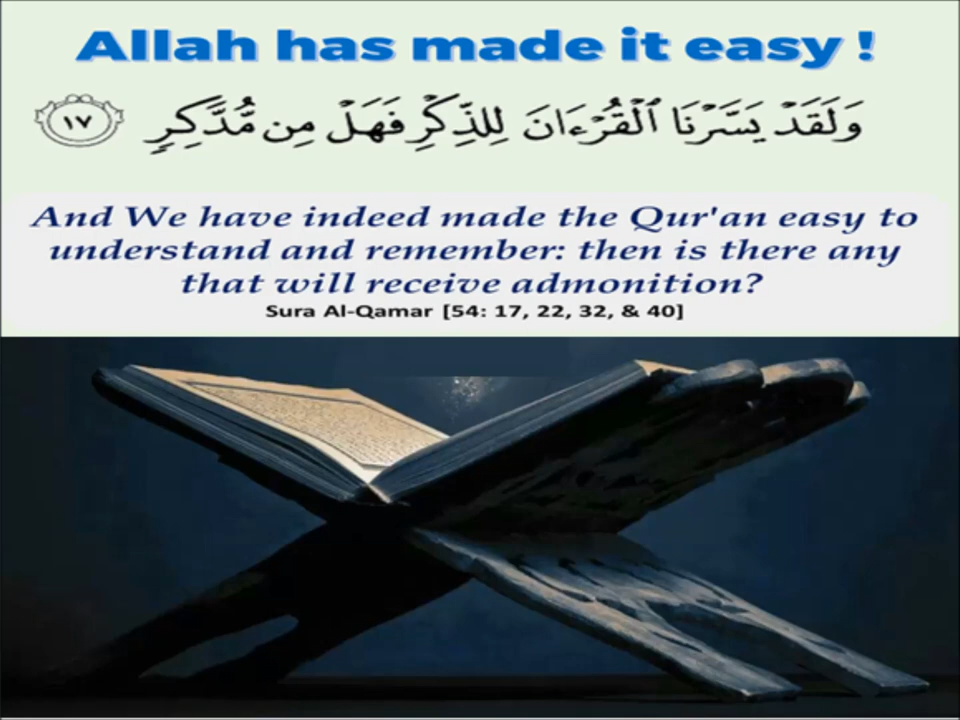 Allah has made it easy !
وَلَقَدْ يَسَّرْنَا ٱلْقُرْءَانَ لِلذِّكْرِ فَهَلْ مِن مُّدَّكِرٍ ١٧
And We have indeed made the Qur'an easy to
understand and remember: then is there any
that will receive admonition?
Sura Al-Qamar [54: 17, 22, 32, & 40]